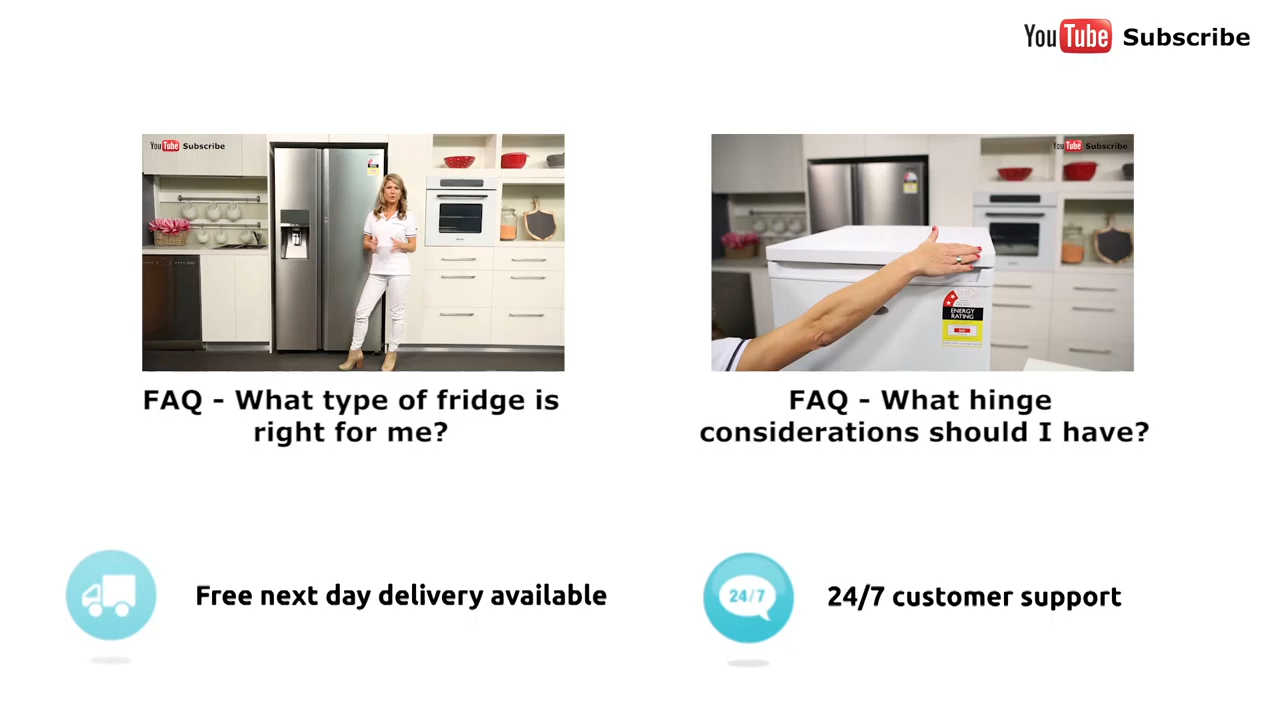 YouTube Subscribe
YouTube Subscribe
YouTube Subscribe
ENERGY
RATING
FAQ - What type of fridge is
right for me?
FAQ - What hinge
considerations should I have?
Free next day delivery available
24/7
24/7 customer support